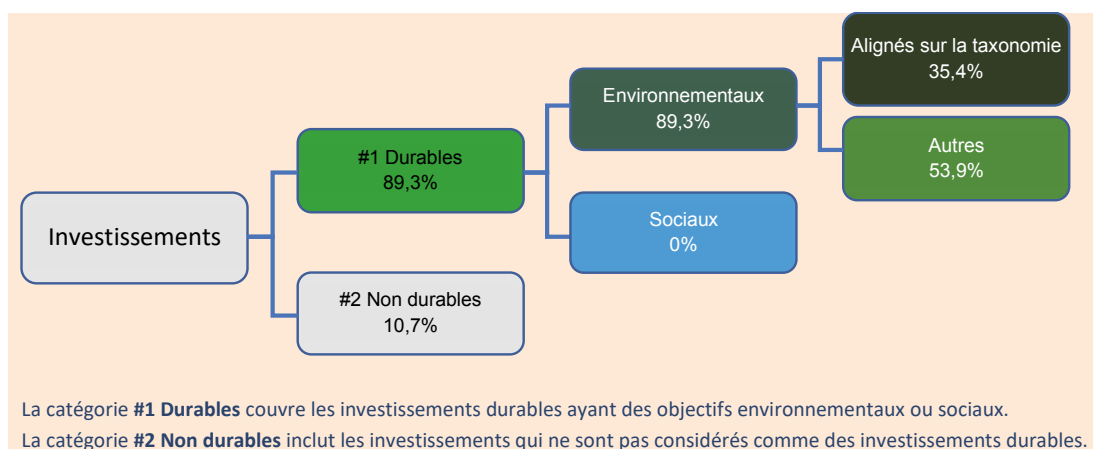 Investissements
#1 Durables
89,3%
#2 Non durables
10,7%
Environnementaux
89,3%
Sociaux
0%
Alignés sur la taxonomie
35,4%
Autres
53,9%
La catégorie #1 Durables couvre les investissements durables ayant des objectifs environnementaux ou sociaux.
La catégorie #2 Non durables inclut les investissements qui ne sont pas considérés comme des investissements durables.